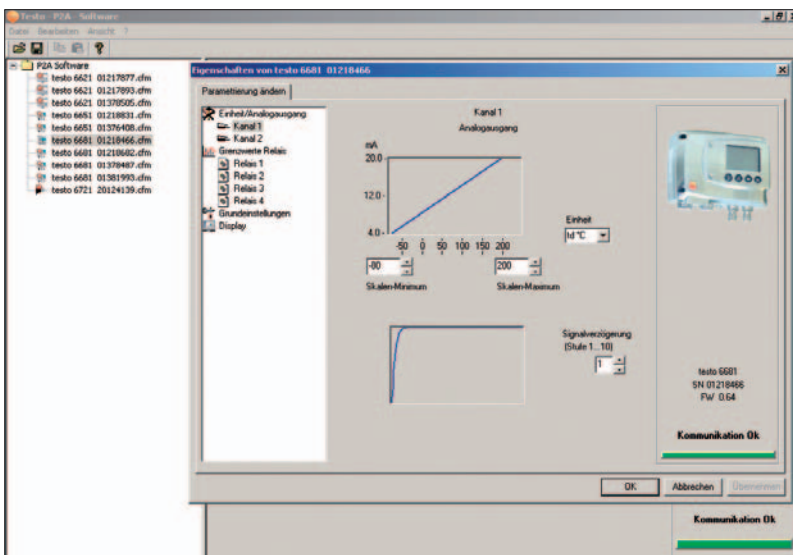 Testo - P2A - Software
Datei Bearbeiten Ansicht ?
P2A Software
testo 6621 01217877.cfm
testo 6621 01217893.cfm
testo 6621 01378505.cfm
testo 6651 01218831.cfm
testo 6651 01376408.cfm
testo 6681 01218466.cfm
testo 6681 01218682.cfm
testo 6681 01378487.cfm
testo 6681 01381993.cfm
testo 6721 20124139.cfm
Eigenschaften von testo 6681 01218466
Parametrierung ändern
Einheit/Analogausgang
Kanal 1
Kanal 2
Grenzwerte Relais
Relais 1
Relais 2
Relais 3
Relais 4
Grundeinstellungen
Display
Kanal 1
Analogausgang
mA
20.0
12.0
4.0
-50 0 50 100 150 200
-80
200
Skalen-Minimum
Skalen-Maximum
Einheit
td °C
Signalverzögerung
(Stufe 1...10)
1
testo 6681
SN 01218466
FW 0.64
Kommunikation Ok
OK
Abbrechen
Übernehmen
Kommunikation Ok